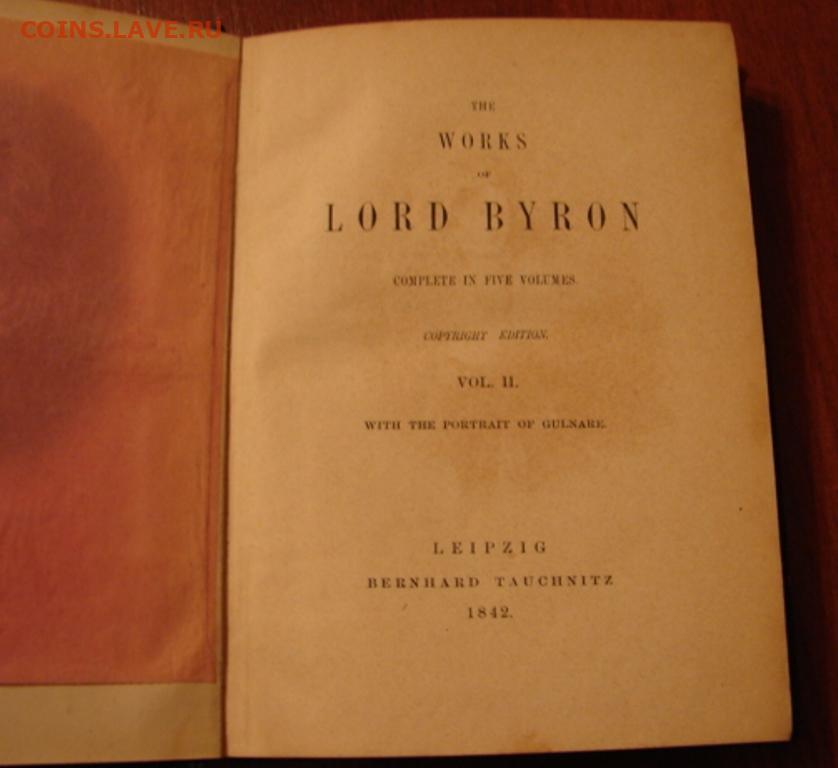 COINS.LAVE.RU
THE
WORKS
OF
LORD BYRON
COMPLETE IN FIVE VOLUMES.
COPYRIGHT EDITION.
VOL. II.
WITH THE PORTRAIT OF GULNARE.
LEIPZIG
BERNHARD TAUCHNITZ
1842.